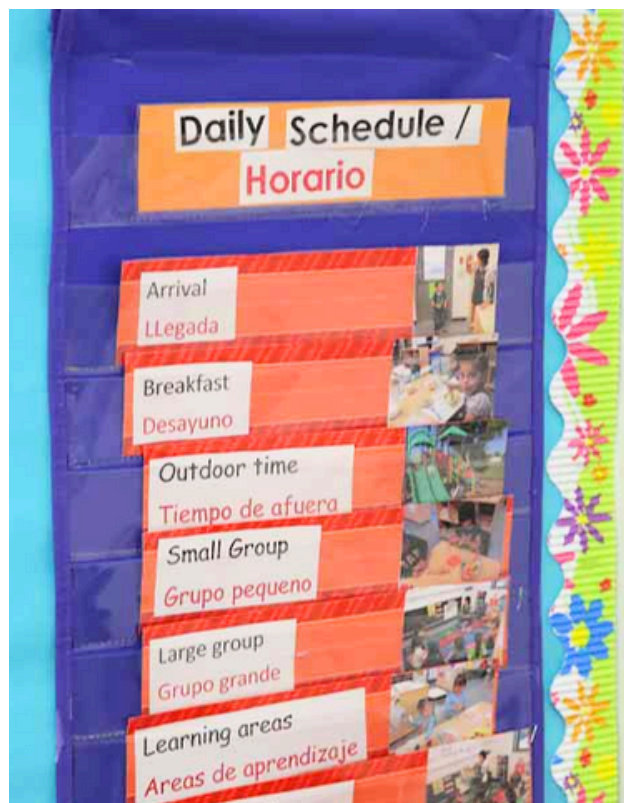 Daily Schedule /
Horario
Arrival
LLegada
Breakfast
Desayuno
Outdoor time
Tiempo de afuera
Small Group
Grupo pequeno
Large group
Grupo grande
Learning areas
Areas de aprendizaje